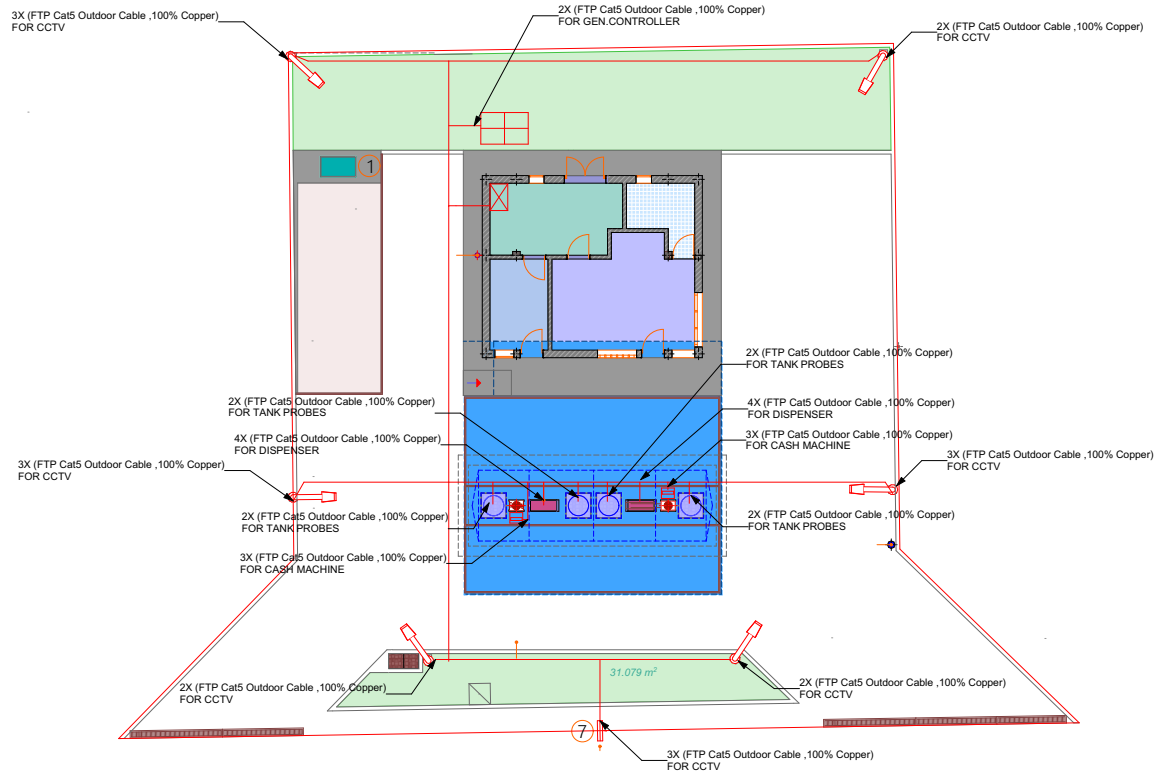 3X (FTP Cat5 Outdoor Cable ,100% Copper)
FOR CCTV
2X (FTP Cat5 Outdoor Cable ,100% Copper)
FOR GEN.CONTROLLER
2X (FTP Cat5 Outdoor Cable ,100% Copper)
FOR CCTV
1
2X (FTP Cat5 Outdoor Cable ,100% Copper)
FOR TANK PROBES
2X (FTP Cat5 Outdoor Cable ,100% Copper)
FOR TANK PROBES
4X (FTP Cat5 Outdoor Cable ,100% Copper)
FOR DISPENSER
4X (FTP Cat5 Outdoor Cable ,100% Copper)
FOR DISPENSER
3X (FTP Cat5 Outdoor Cable ,100% Copper)
FOR CASH MACHINE
3X (FTP Cat5 Outdoor Cable ,100% Copper)
FOR CCTV
3X (FTP Cat5 Outdoor Cable ,100% Copper)
FOR CCTV
2X (FTP Cat5 Outdoor Cable ,100% Copper)
FOR TANK PROBES
2X (FTP Cat5 Outdoor Cable ,100% Copper)
FOR TANK PROBES
3X (FTP Cat5 Outdoor Cable ,100% Copper)
FOR CASH MACHINE
31.079 m²
2X (FTP Cat5 Outdoor Cable ,100% Copper)
FOR CCTV
2X (FTP Cat5 Outdoor Cable ,100% Copper)
FOR CCTV
7
3X (FTP Cat5 Outdoor Cable ,100% Copper)
FOR CCTV